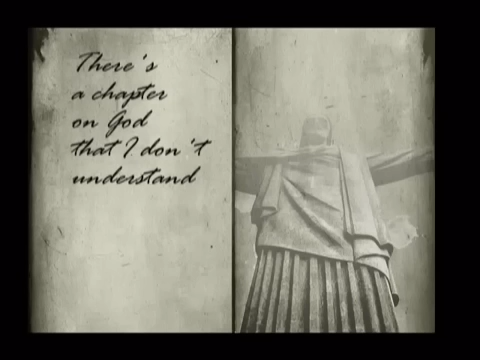 There's
a chapter
on God
that I don't
understand